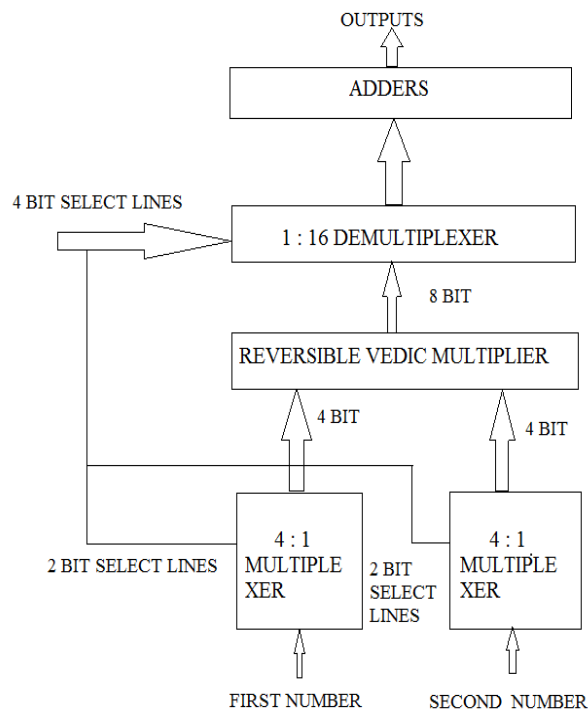 OUTPUTS
ADDERS
4 BIT SELECT LINES
1 : 16 DEMULTIPLEXER
8 BIT
REVERSIBLE VEDIC MULTIPLIER
4 BIT
4 BIT
4 : 1
MULTIPLE
XER
2 BIT SELECT LINES
2 BIT
SELECT
LINES
4 : 1
MULTIPLE
XER
FIRST NUMBER
SECOND NUMBER